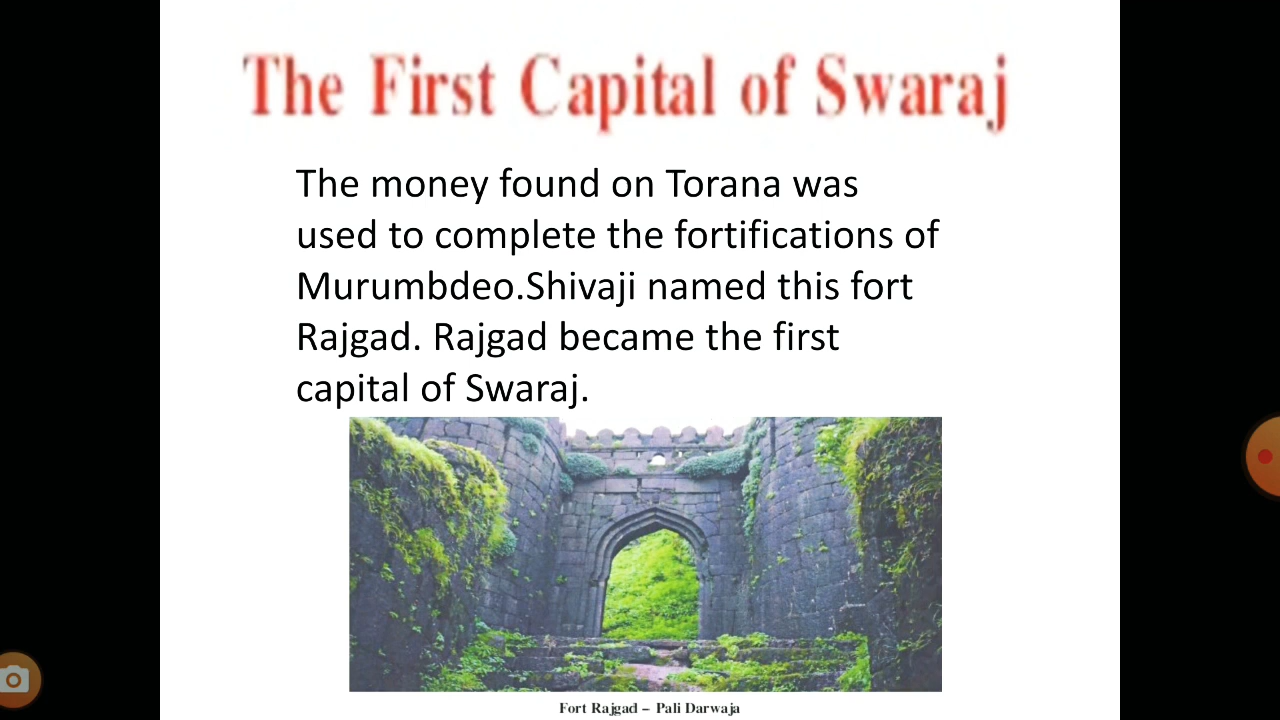 The First Capital of Swaraj
The money found on Torana was
used to complete the fortifications of
Murumbdeo.Shivaji named this fort
Rajgad. Rajgad became the first
capital of Swaraj.
Fort Rajgad – Pali Darwaja